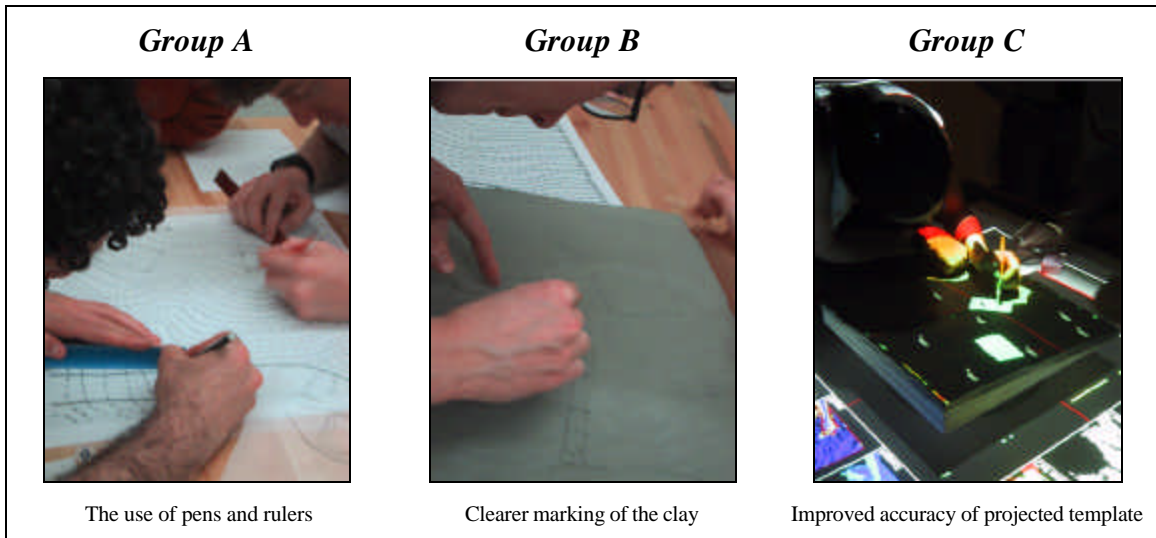 Group A
Group B
Group C
The use of pens and rulers
Clearer marking of the clay
Improved accuracy of projected template